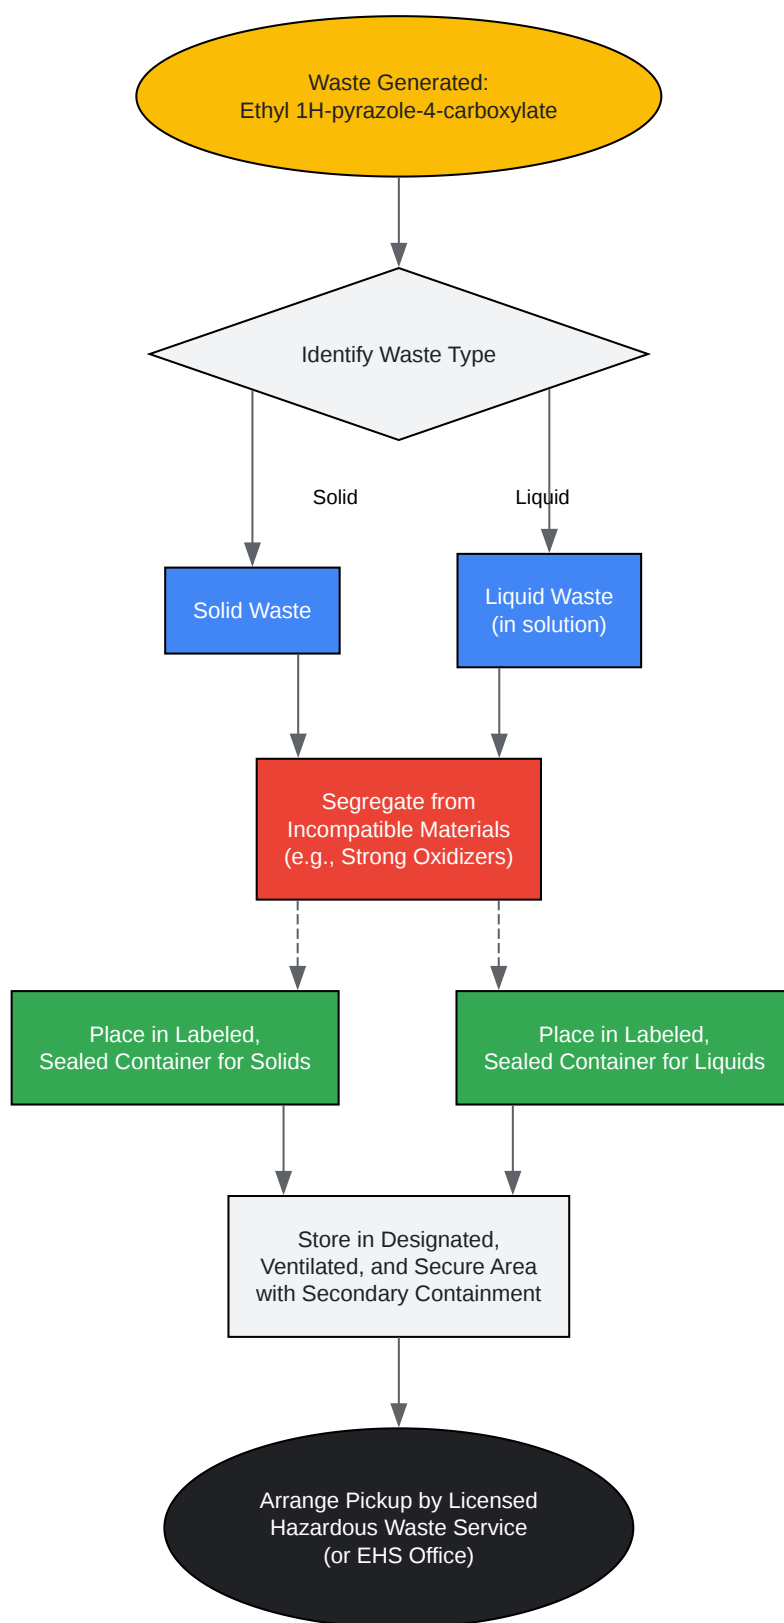 Waste Generated:
Ethyl 1H-pyrazole-4-carboxylate
Identify Waste Type
Solid
Liquid
Solid Waste
Liquid Waste
(in solution)
Segregate from
Incompatible Materials
(e.g., Strong Oxidizers)
Place in Labeled,
Sealed Container for Solids
Place in Labeled,
Sealed Container for Liquids
Store in Designated,
Ventilated, and Secure Area
with Secondary Containment
Arrange Pickup by Licensed
Hazardous Waste Service
(or EHS Office)